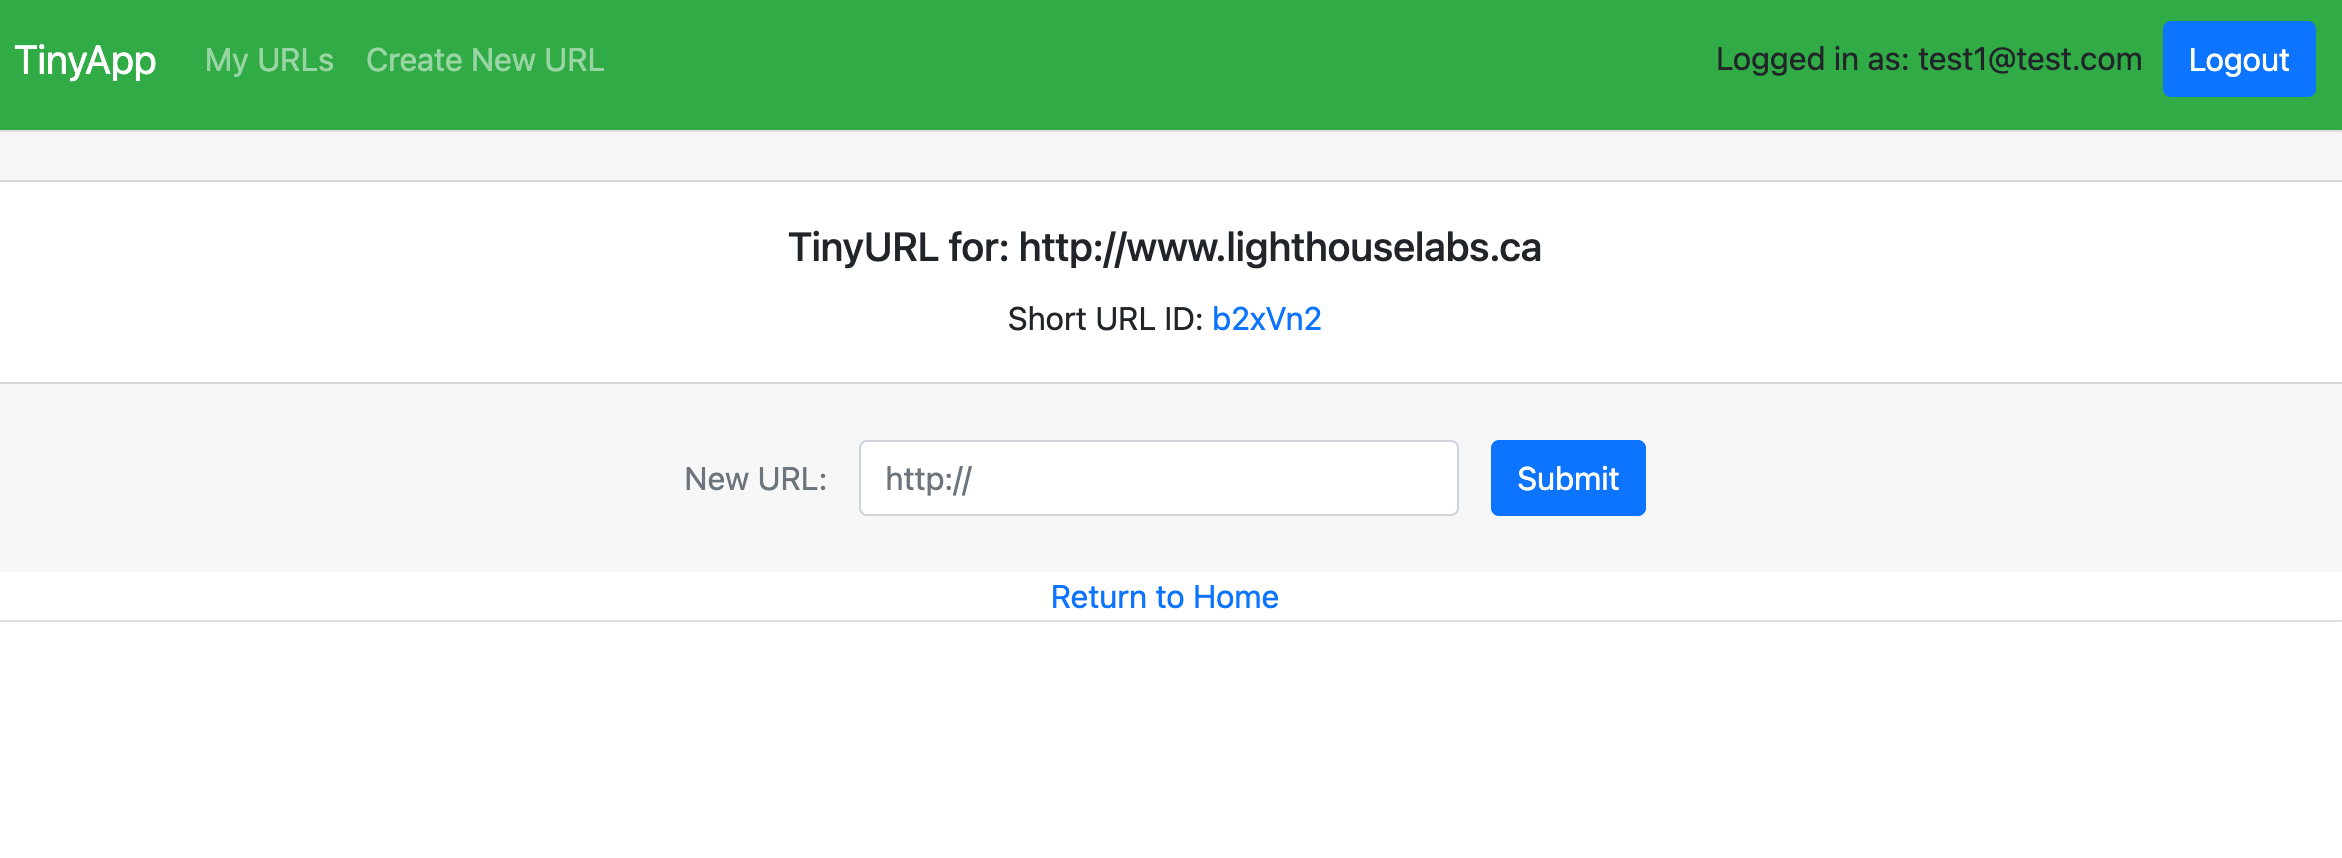 TinyApp My URLs Create New URL Logged in as: test1@test.com Logout
TinyURL for: http://www.lighthouselabs.ca
Short URL ID: b2xVn2
New URL: http:// Submit
Return to Home